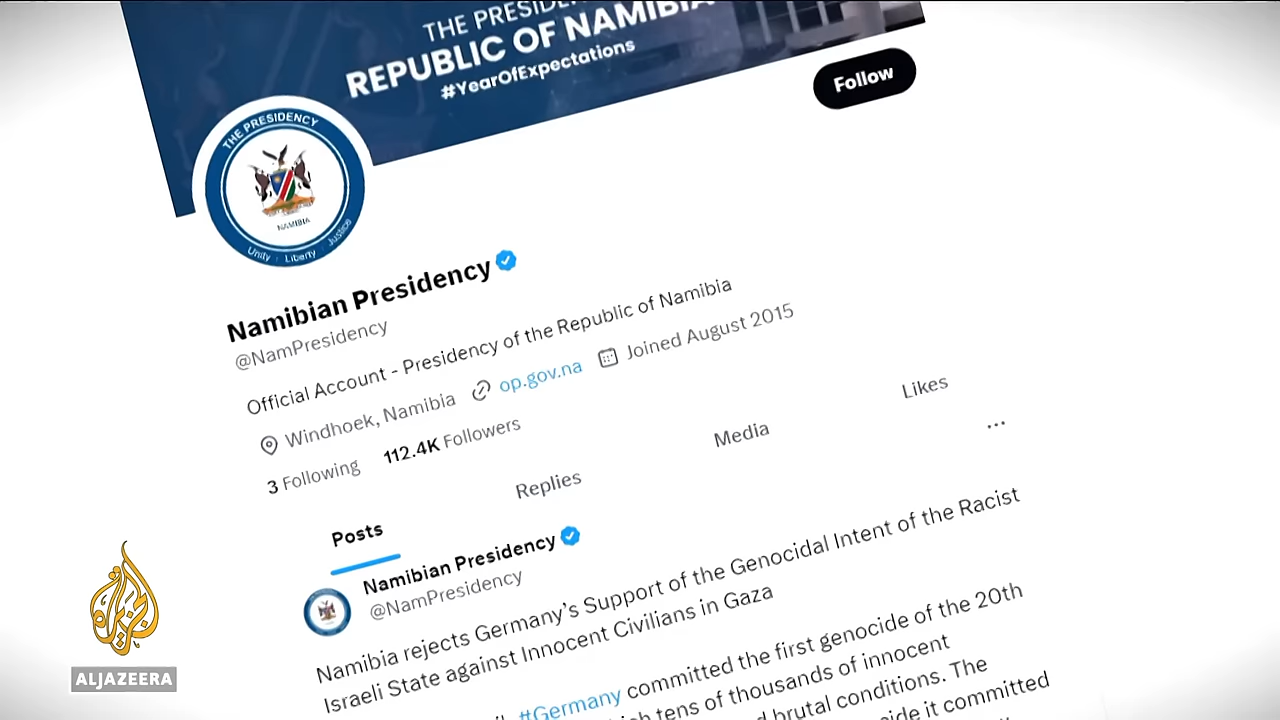 THE PRESIDE
REPUBLIC OF NAMIBIA
#YearOfExpectations
Follow
THE PRESIDENCY
NAMIBIA
Unity Liberty Justice
Namibian Presidency
@NamPresidency
Official Account - Presidency of the Republic of Namibia
Windhoek, Namibia op.gov.na Joined August 2015
3 Following 112.4K Followers
Posts Replies Media Likes
Namibian Presidency
@NamPresidency
...
Namibia rejects Germany's Support of the Genocidal Intent of the Racist
Israeli State against Innocent Civilians in Gaza
#Germany committed the first genocide of the 20th
tens of thousands of innocent
brutal conditions. The
it committed
الجزيرة
ALJAZEERA